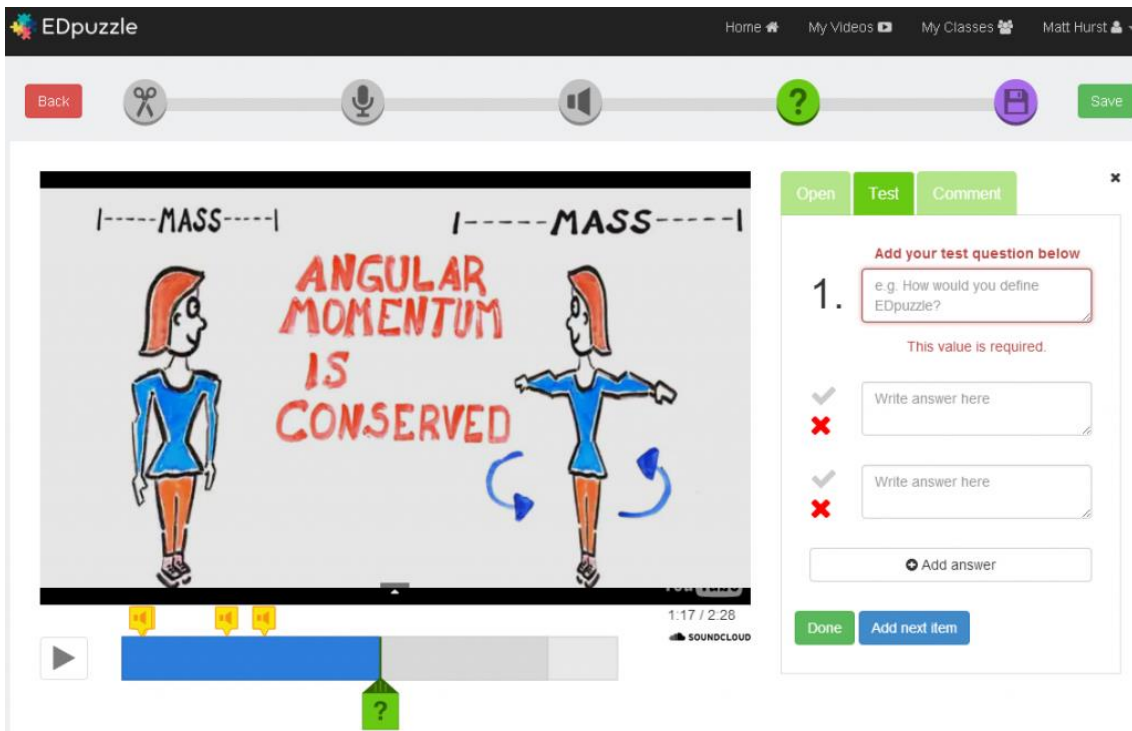 EDpuzzle
Home
My Videos
My Classes
Matt Hurst
Back
?
Save
|-----MASS-----|
|-----MASS-----|
ANGULAR
MOMENTUM
IS
CONSERVED
1:17 / 2:28
SOUNDCLOUD
?
Open
Test
Comment
Add your test question below
1.
e.g. How would you define
EDpuzzle?
This value is required.
Write answer here
Write answer here
Add answer
Done
Add next item